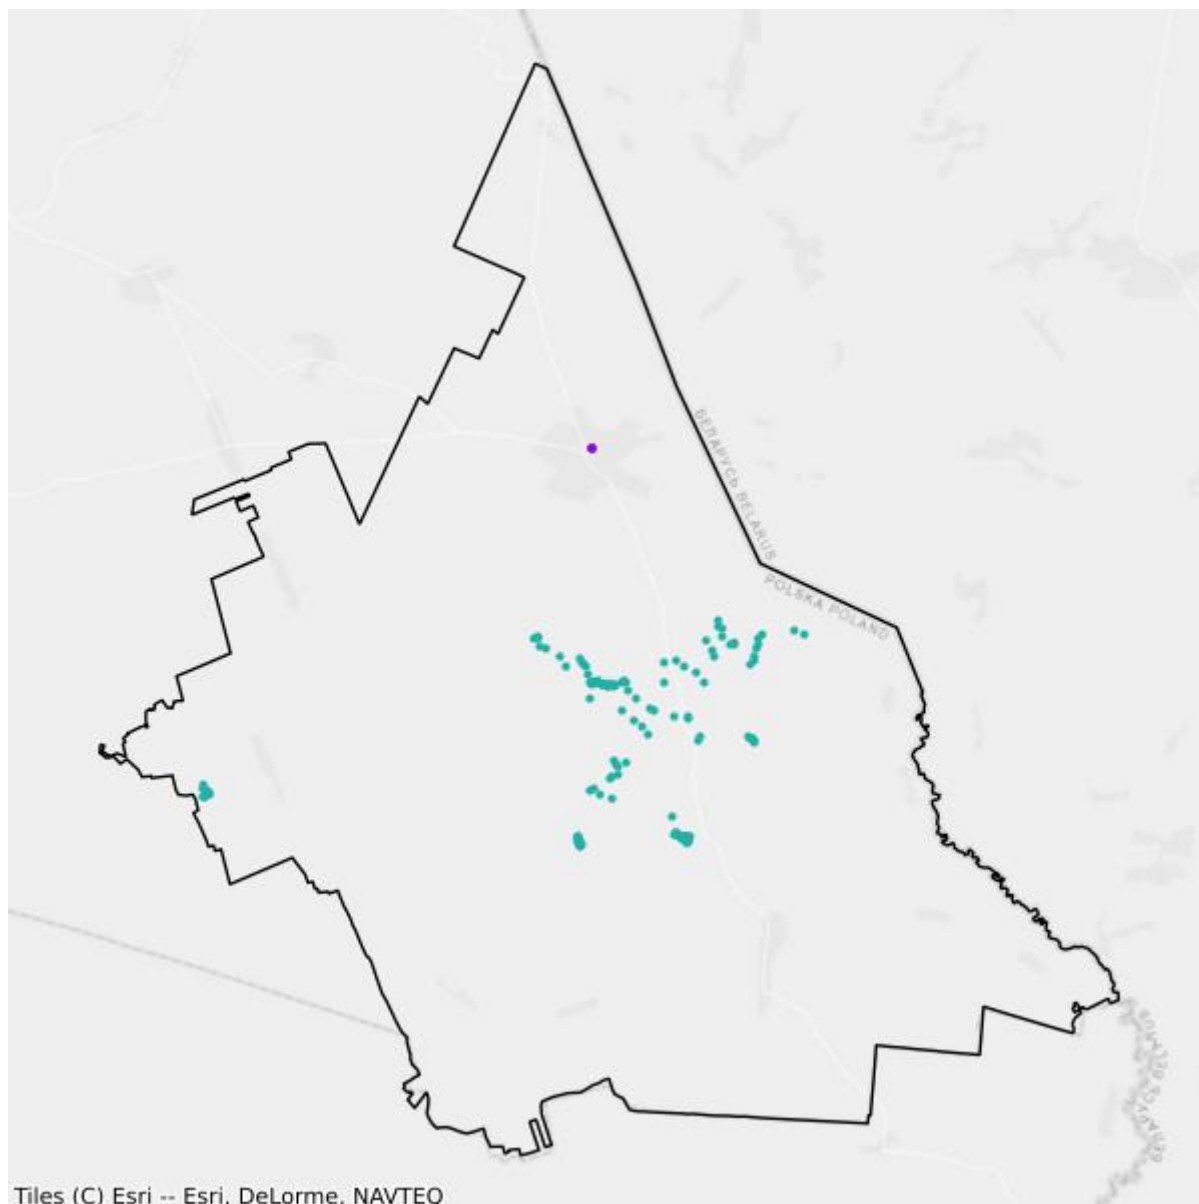 БЕЛАРУСЬ BELARUS
POLSKA POLAND
Tiles (C) Esri -- Esri, DeLorme, NAVTEQ